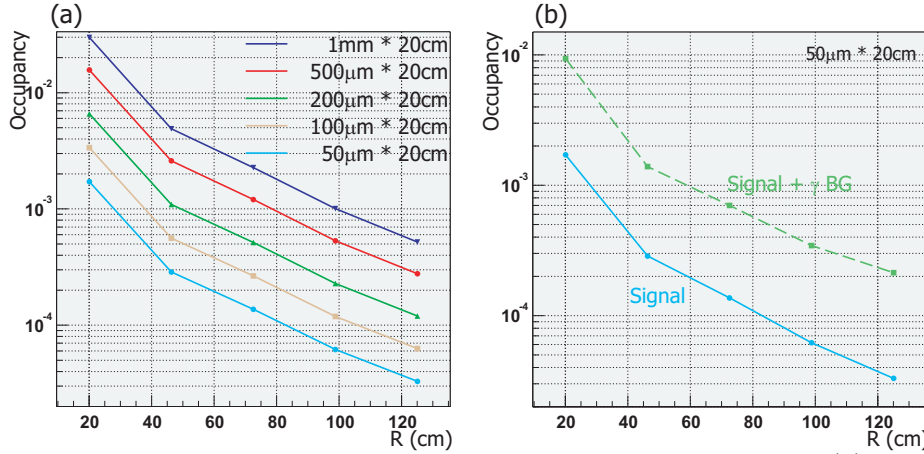 (a)
Occupancy
10-2
10-3
10-4
1mm * 20cm
500μm * 20cm
200μm * 20cm
100μm * 20cm
50μm * 20cm
20 40 60 80 100 120
R (cm)
(b)
Occupancy
10-2
10-3
10-4
50μm * 20cm
Signal + γ BG
Signal
20 40 60 80 100 120
R (cm)